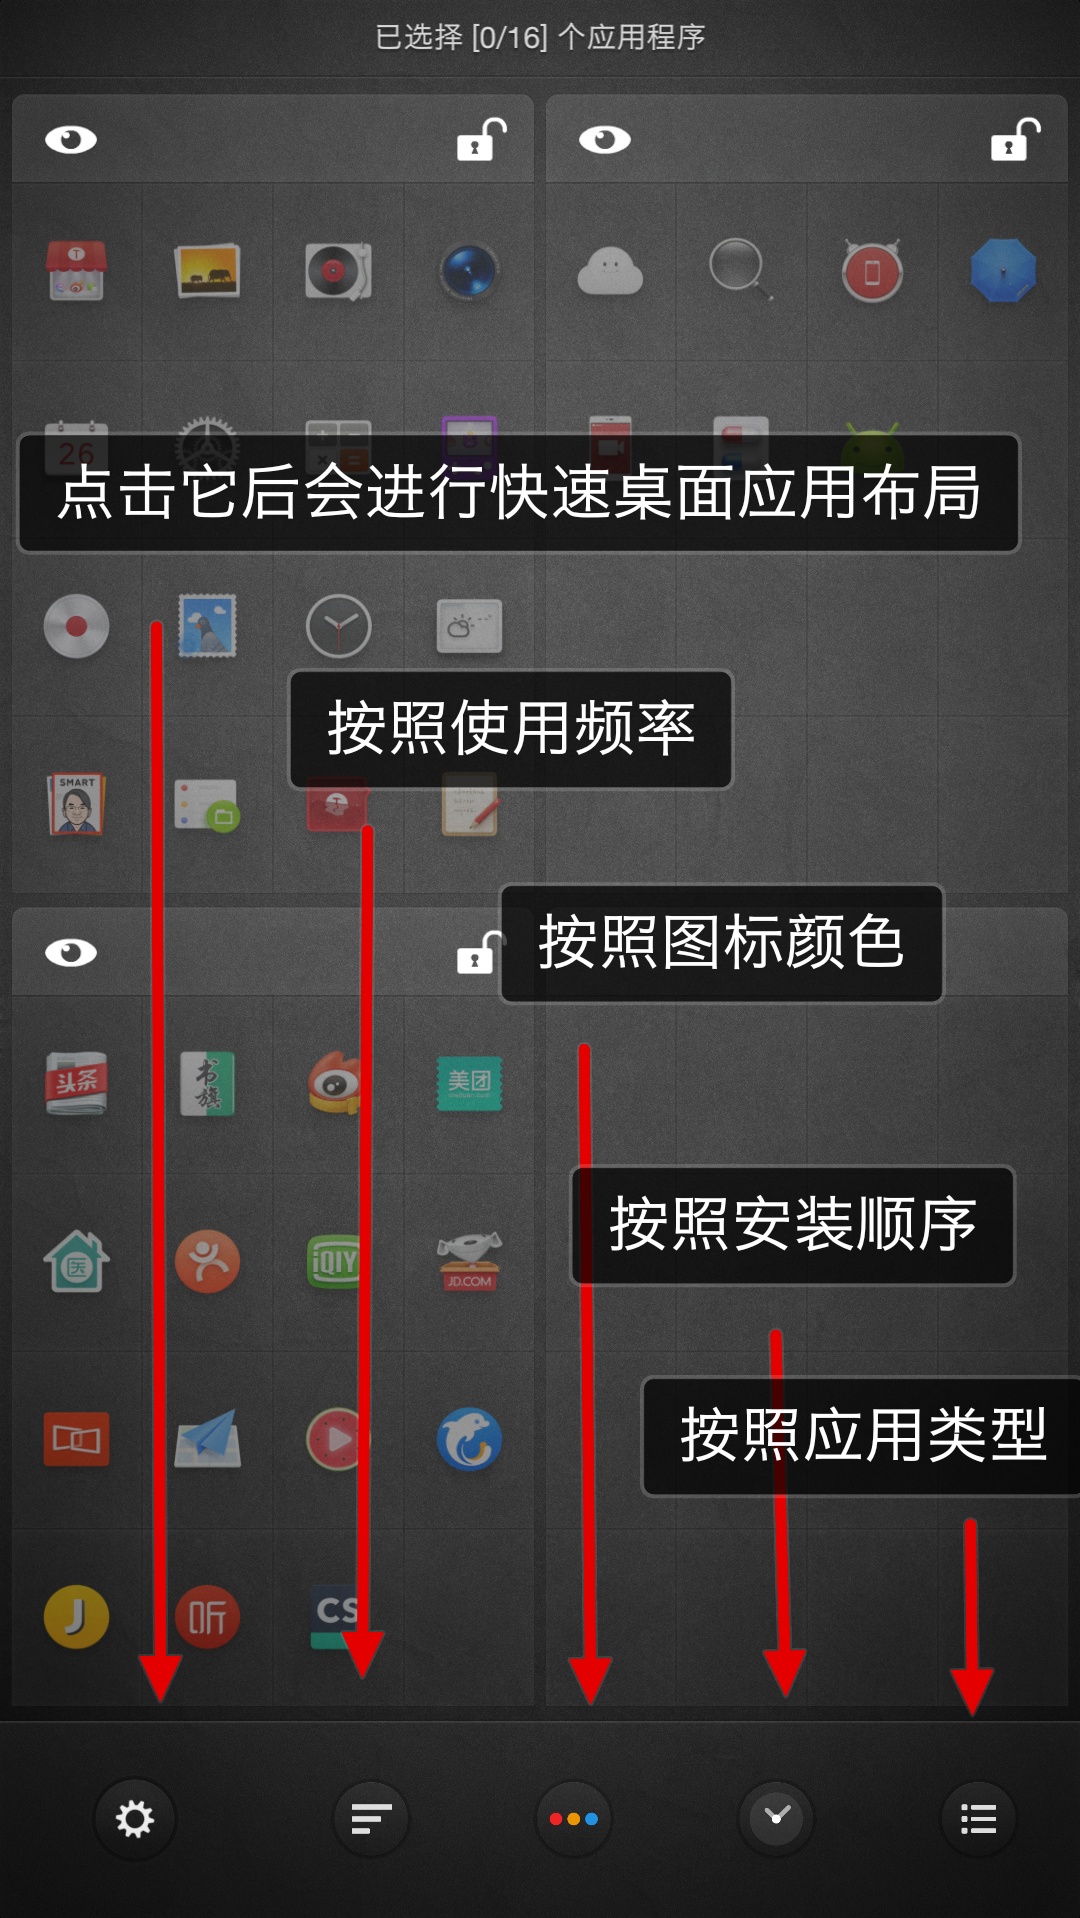 已选择 [0/16] 个应用程序
T
26
点击它后会进行快速桌面应用布局
按照使用频率
SMART
T
按照图标颜色
头条
书旗
美团
meituan.com
按照安装顺序
医
iQIY
JD.COM
按照应用类型
J
听
CS